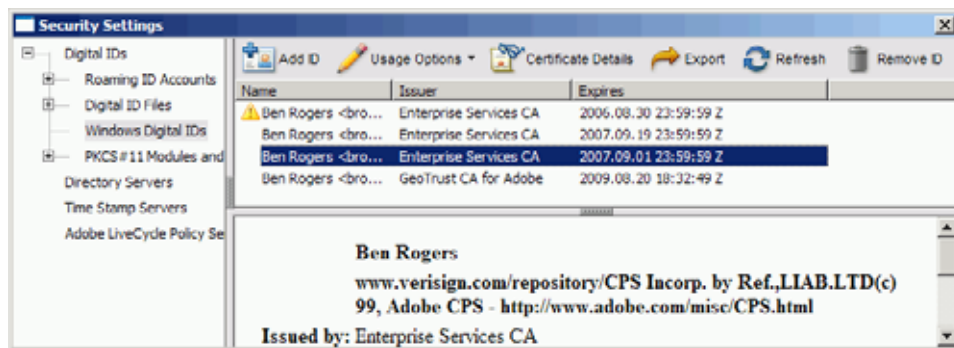 Security Settings
Digital IDs
Roaming ID Accounts
Digital ID Files
Windows Digital IDs
PKCS#11 Modules and
Directory Servers
Time Stamp Servers
Adobe LiveCycle Policy Se
Add ID Usage Options Certificate Details Export Refresh Remove ID
Name Issuer Expires
Ben Rogers <bro... Enterprise Services CA 2006.08.30 23:59:59 Z
Ben Rogers <bro... Enterprise Services CA 2007.09.19 23:59:59 Z
Ben Rogers <bro... Enterprise Services CA 2007.09.01 23:59:59 Z
Ben Rogers <bro... GeoTrust CA for Adobe 2009.08.20 18:32:49 Z
Ben Rogers
www.verisign.com/repository/CPS Incorp. by Ref.,LIAB.LTD(c)
99, Adobe CPS - http://www.adobe.com/misc/CPS.html
Issued by: Enterprise Services CA